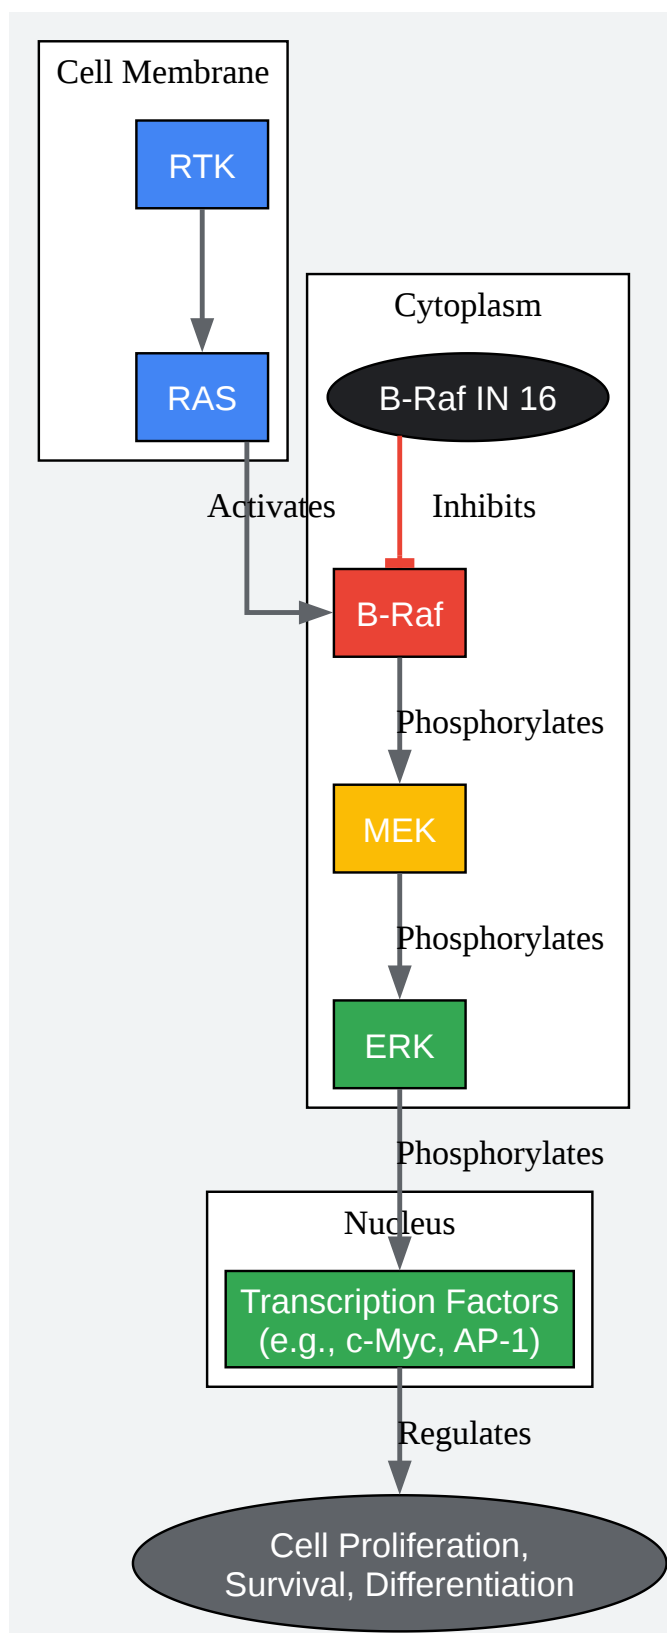 Cell Membrane
RTK
Cytoplasm
RAS
B-Raf IN 16
Activates
Inhibits
B-Raf
Phosphorylates
MEK
Phosphorylates
ERK
Phosphorylates
Nucleus
Transcription Factors
(e.g., c-Myc, AP-1)
Regulates
Cell Proliferation,
Survival, Differentiation